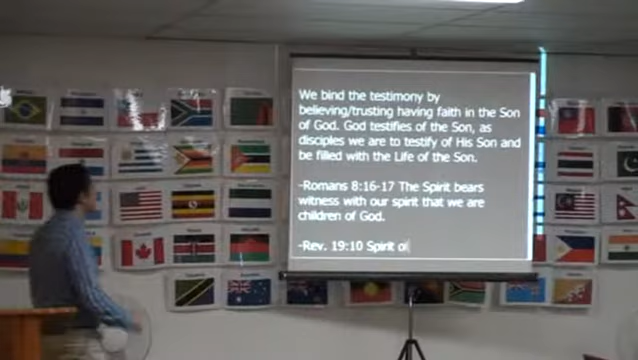 We bind the testimony by
believing/trusting having faith in the Son
of God. God testifies of the Son, as
disciples we are to testify of His Son and
be filled with the Life of the Son.
-Romans 8:16-17 The Spirit bears
witness with our spirit that we are
children of God.
-Rev. 19:10 Spirit of